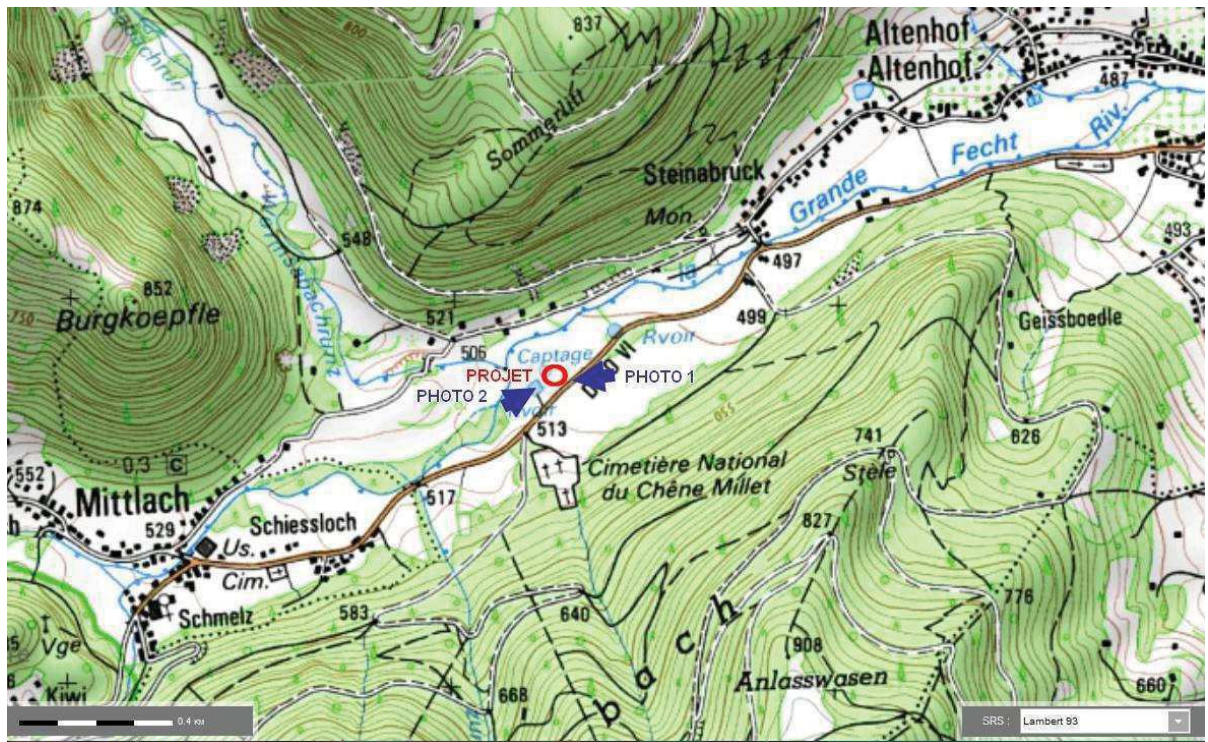 837
800
Altenhof
Altenhof
487
Sommerlitt
Riv.
Fecht
Grande
la
Steinabruck
Mon.
874
548
497
493
852
750
Burgkoepfle
521
499
Geissboedle
506
Captage
Rvoir
PROJET
PHOTO 1
PHOTO 2
513
741
626
Stèle
552
0,3 C
Cimetière National
du Chêne Millet
Mittlach
517
529
Schiessloch
827
Us.
Cim.
583
640
776
Schmelz
Vge
908
Anlasswasen
668
660
Kiwi
b a c h
0.4 KM
SRS : Lambert 93